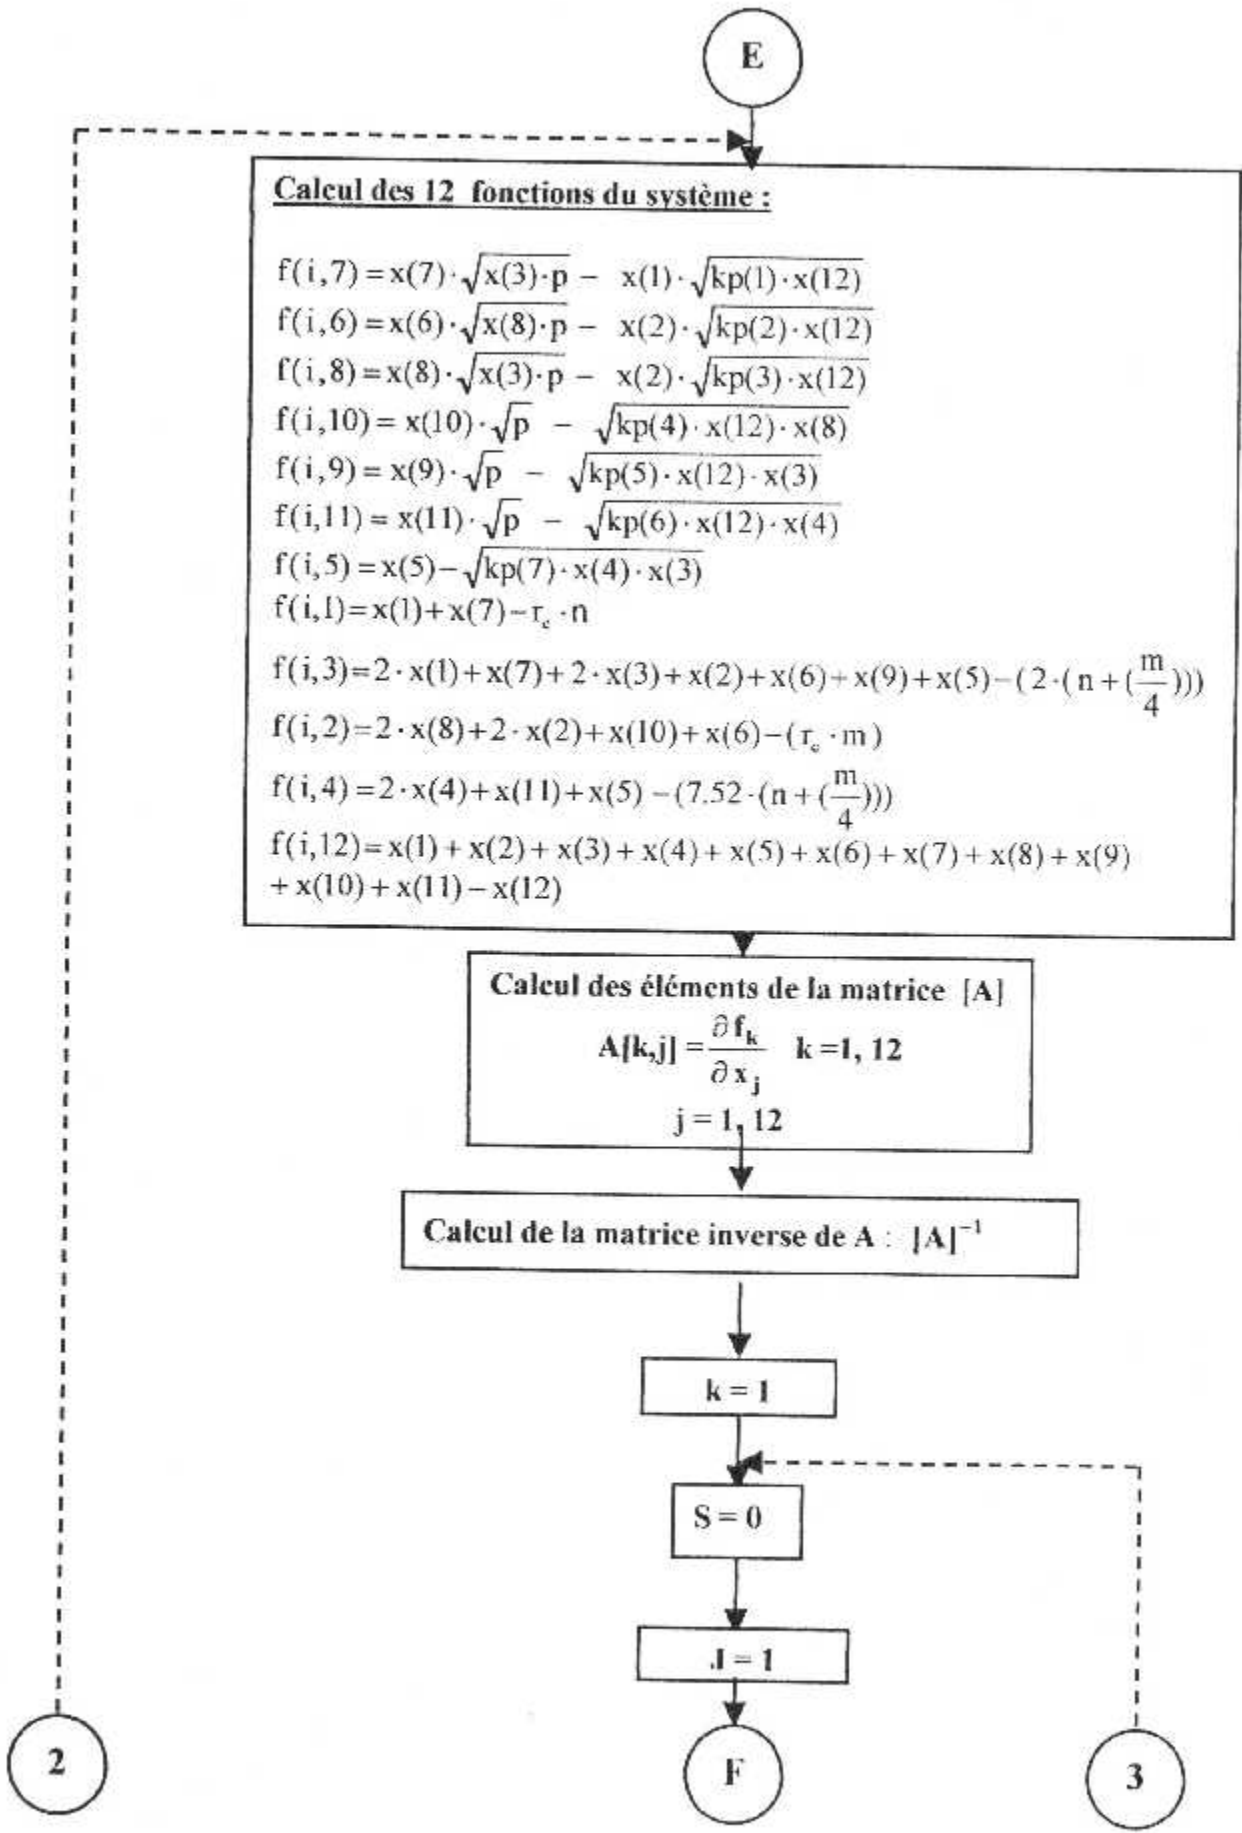 E
Calcul des 12 fonctions du système :
f(i,7)=x(7)·√(x(3)·p) − x(1)·√(kp(1)·x(12))
f(i,6)=x(6)·√(x(8)·p) − x(2)·√(kp(2)·x(12))
f(i,8)=x(8)·√(x(3)·p) − x(2)·√(kp(3)·x(12))
f(i,10)= x(10)·√p − √(kp(4)·x(12)·x(8))
f(i,9)= x(9)·√p − √(kp(5)·x(12)·x(3))
f(i,11)= x(11)·√p − √(kp(6)·x(12)·x(4))
f(i,5)=x(5)−√(kp(7)·x(4)·x(3))
f(i,1)=x(1)+x(7)−r_e·n
f(i,3)=2·x(1)+x(7)+2·x(3)+x(2)+x(6)+x(9)+x(5)−(2·(n+(m/4)))
f(i,2)=2·x(8)+2·x(2)+x(10)+x(6)−(r_e·m)
f(i,4)=2·x(4)+x(11)+x(5)−(7.52·(n+(m/4)))
f(i,12)=x(1)+x(2)+x(3)+x(4)+x(5)+x(6)+x(7)+x(8)+x(9)
+x(10)+x(11)−x(12)
Calcul des éléments de la matrice [A]
A[k,j]=∂f_k/∂x_j k=1, 12
j = 1, 12
Calcul de la matrice inverse de A : [A]⁻¹
k = 1
S = 0
J = 1
2
F
3